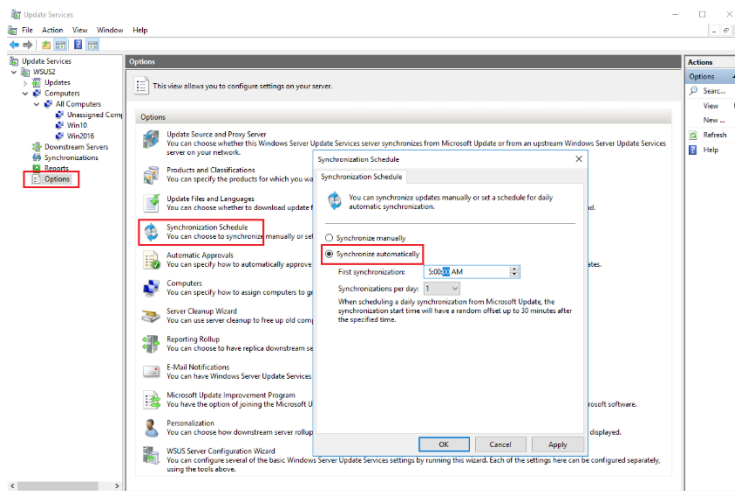 Update Services
File Action View Window Help
Update Services
WSUS2
Updates
Computers
All Computers
Unassigned Comp
Win10
Win2016
Downstream Servers
Synchronizations
Reports
Options
Options
This view allows you to configure settings on your server.
Options
Update Source and Proxy Server
You can choose whether this Windows Server Update Services server synchronizes from Microsoft Update or from an upstream Windows Server Update Services
server on your network.
Products and Classifications
You can specify the products for which you wa
Update Files and Languages
You can choose whether to download update f
d.
Synchronization Schedule
You can choose to synchronize manually or set
Automatic Approvals
You can specify how to automatically approve
ates.
Computers
You can specify how to assign computers to gr
Server Cleanup Wizard
You can use server cleanup to free up old com
Reporting Rollup
You can choose to have replica downstream se
E-Mail Notifications
You can have Windows Server Update Services
Microsoft Update Improvement Program
You have the option of joining the Microsoft U
rosoft software.
Personalization
You can choose how downstream server rollup
displayed.
WSUS Server Configuration Wizard
You can configure several of the basic Windows Server Update Services settings by running this wizard. Each of the settings here can be configured separately,
using the tools above.
Synchronization Schedule
Synchronization Schedule
You can synchronize updates manually or set a schedule for daily
automatic synchronization.
Synchronize manually
Synchronize automatically
First synchronization: 5:00:00 AM
Synchronizations per day: 1
When scheduling a daily synchronization from Microsoft Update, the
synchronization start time will have a random offset up to 30 minutes after
the specified time.
OK Cancel Apply
Actions
Options
Searc...
View
New ...
Refresh
Help